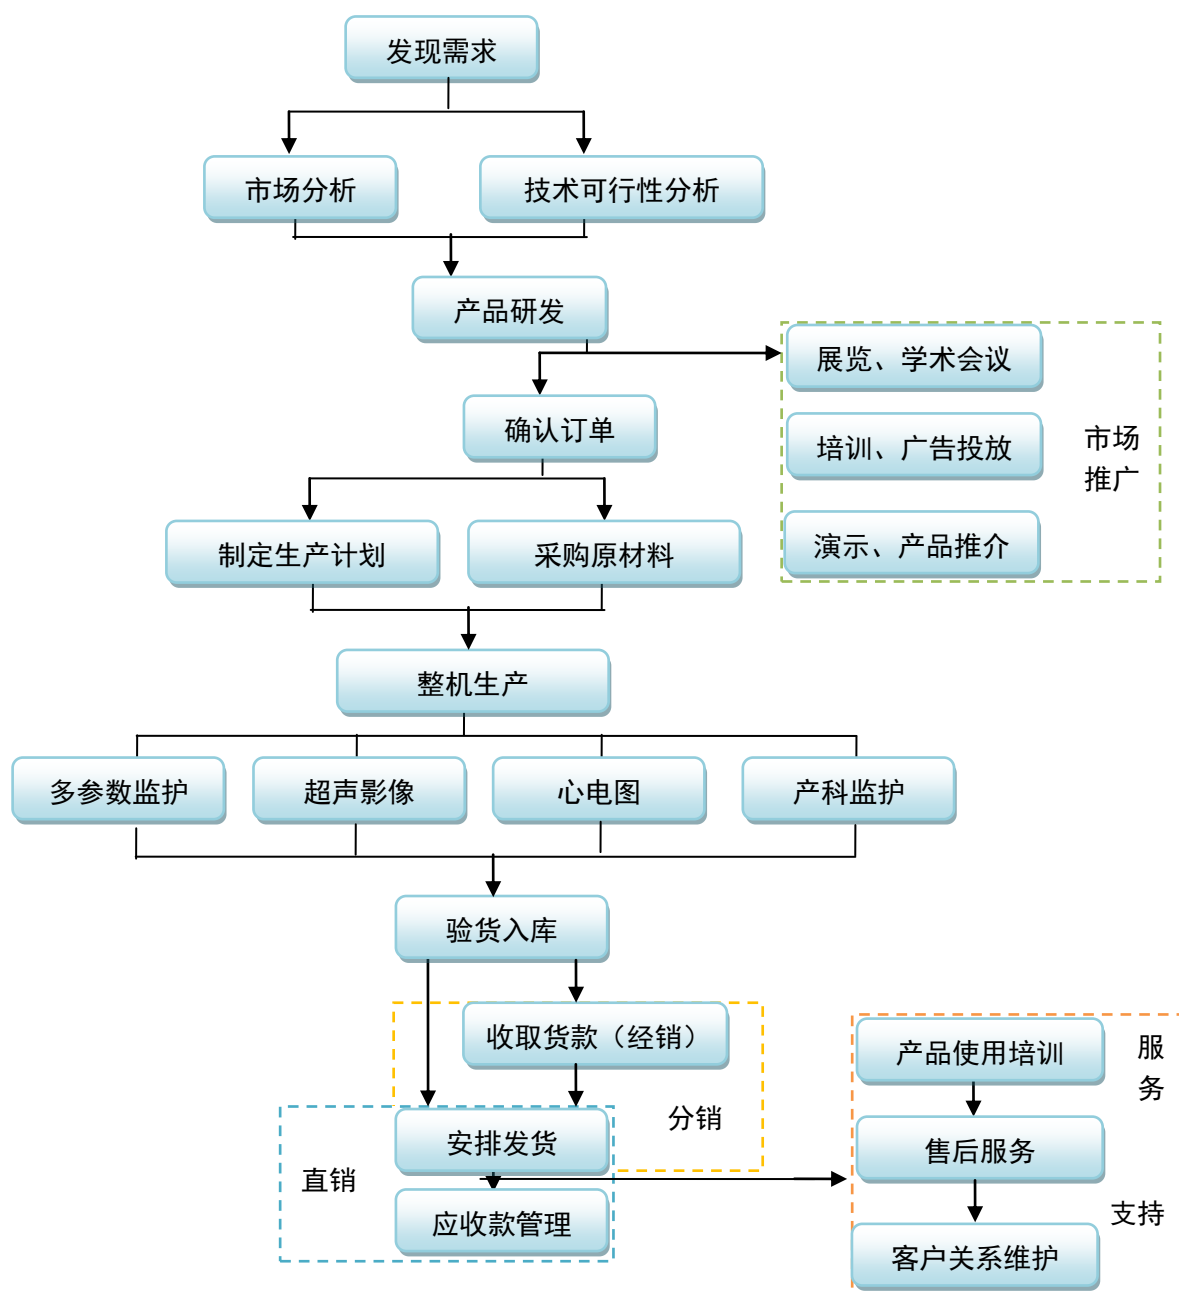 发现需求
市场分析
技术可行性分析
产品研发
展览、学术会议
确认订单
培训、广告投放
市场
推广
制定生产计划
采购原材料
演示、产品推介
整机生产
多参数监护
超声影像
心电图
产科监护
验货入库
收取货款（经销）
产品使用培训
服
务
分销
安排发货
售后服务
直销
应收款管理
支持
客户关系维护